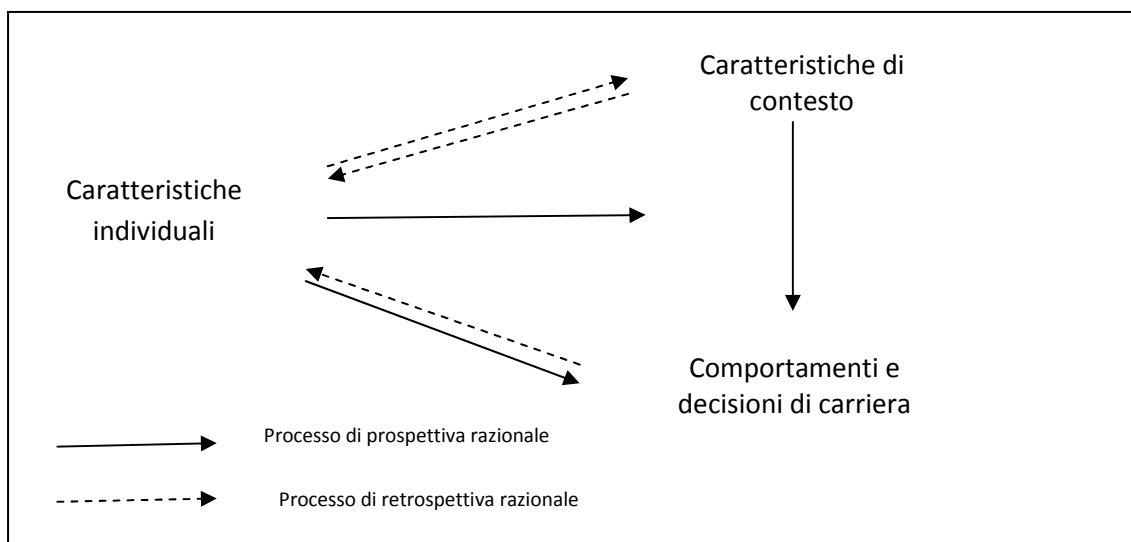 Caratteristiche di
contesto
Caratteristiche
individuali
Comportamenti e
decisioni di carriera
Processo di prospettiva razionale
Processo di retrospettiva razionale